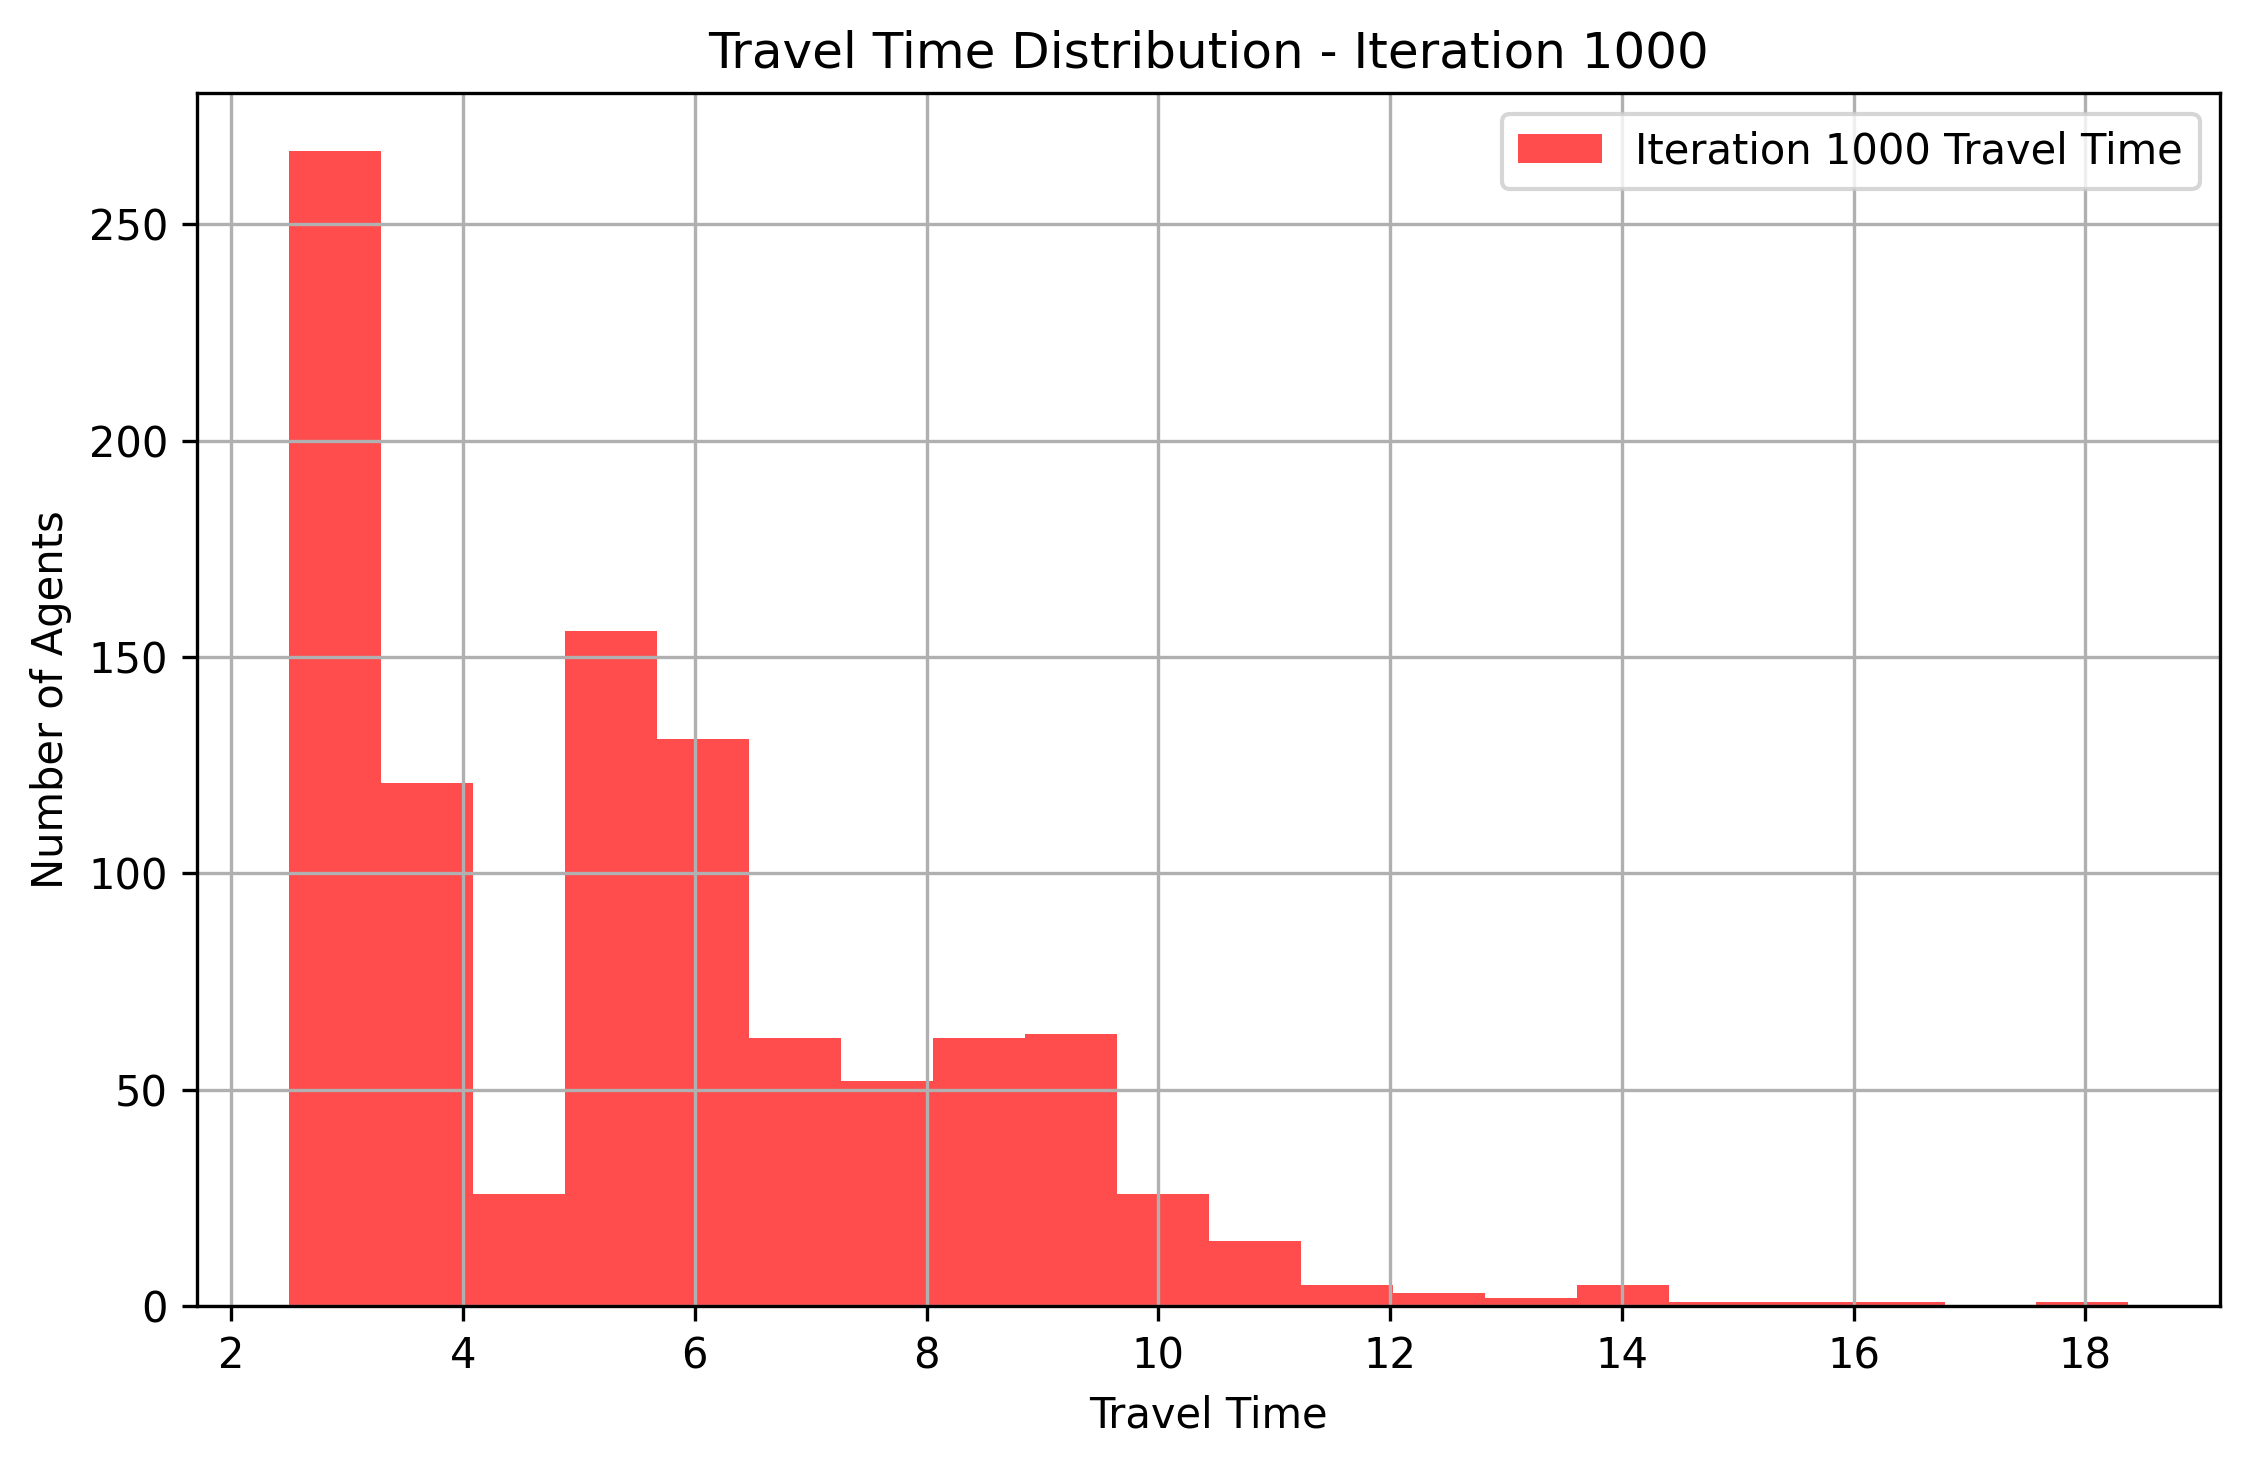 Travel Time Distribution - Iteration 1000
Iteration 1000 Travel Time
Number of Agents
250
200
150
100
50
0
2 4 6 8 10 12 14 16 18
Travel Time